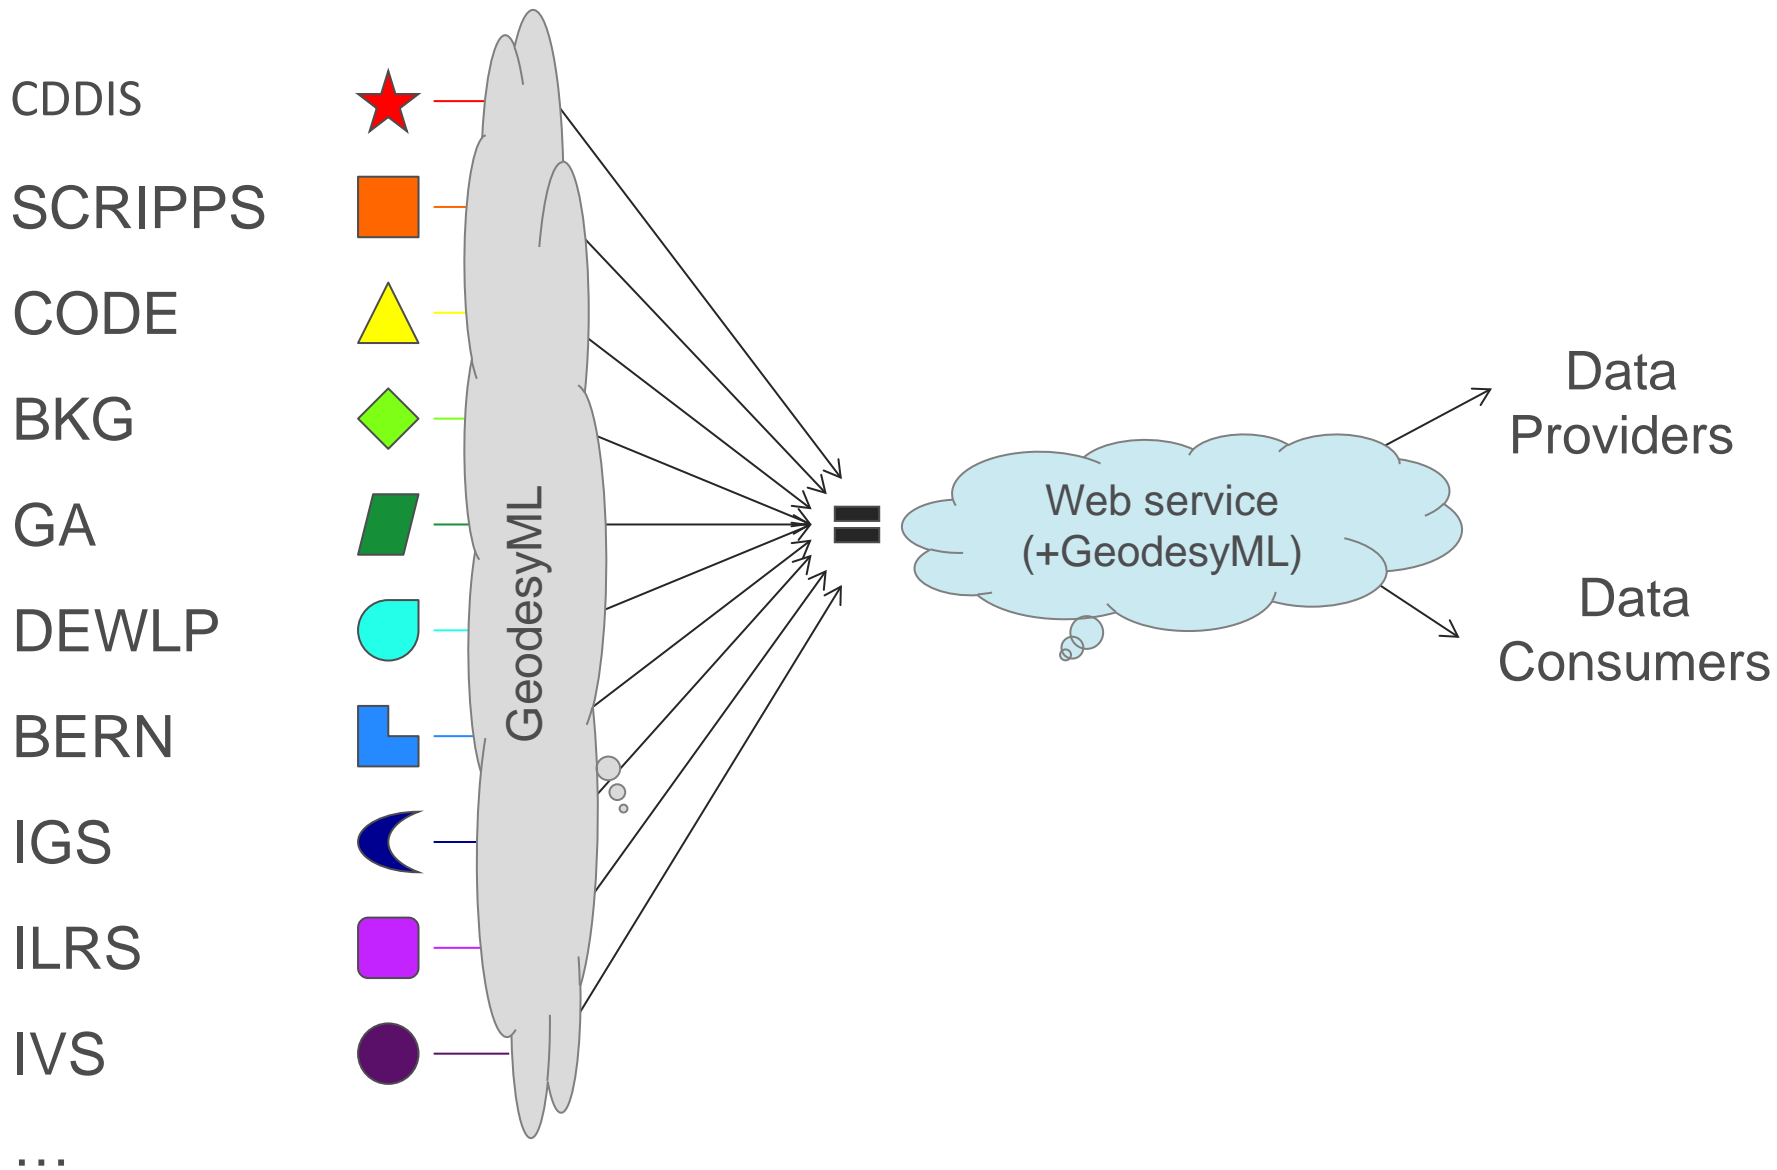 CDDIS
SCRIPPS
CODE
BKG
GA
DEWLP
BERN
IGS
ILRS
IVS
…
GeodesyML
Web service
(+GeodesyML)
Data
Providers
Data
Consumers